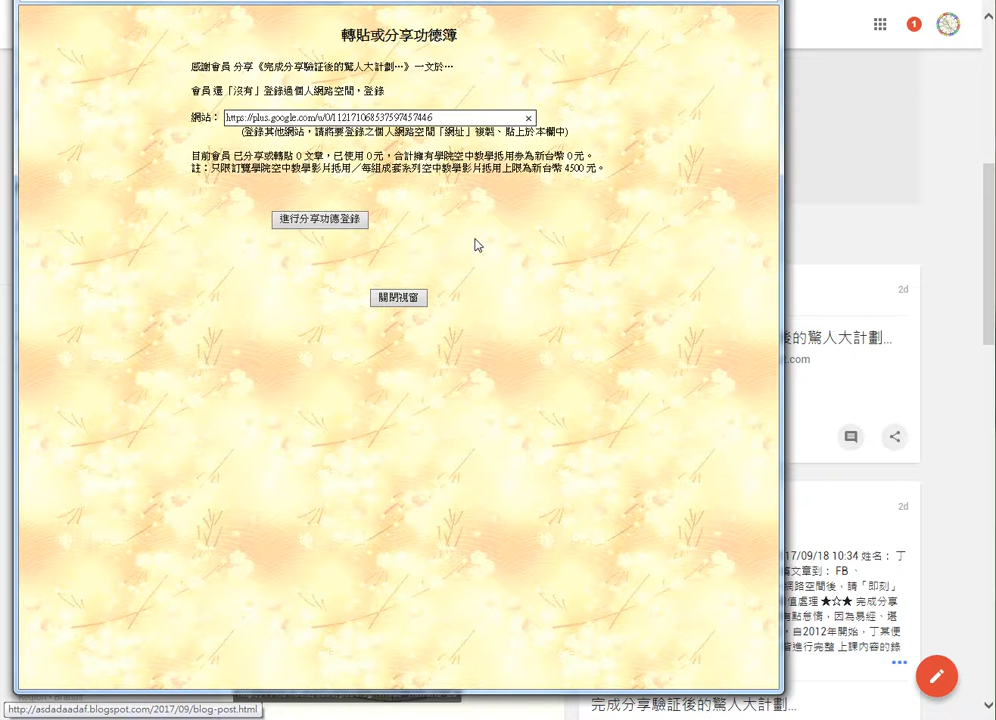 轉貼或分享功德簿
感謝會員 分享《完成分享驗証後的驚人大計劃…》一文於…
會員 還「沒有」登錄過個人網路空間，登錄
網站： https://plus.google.com/u/0/112171068537597457446 ×
(登錄其他網站，請將要登錄之個人網路空間「網址」複製、貼上於本欄中)
目前會員 已分享或轉貼 0 文章，已使用 0 元，合計擁有學院空中教學抵用券為新台幣 0 元。
註：只限訂覽學院空中教學影片抵用／每組成套系列空中教學影片抵用上限為新台幣 4500 元。
進行分享功德登錄
關閉視窗
1
2d
後的驚人大計劃...
t.com
2d
17/09/18 10:34 姓名： 丁
篇文章到： FB 、
網路空間後，請「即刻」
值處理 ★☆★ 完成分享
有點怠惰，因為易經、堪
，自2012年開始，丁某便
皆進行完整 上課內容的錄
完成分享驗証後的驚人大計劃...
http://asdadaadaf.blogspot.com/2017/09/blog-post.html